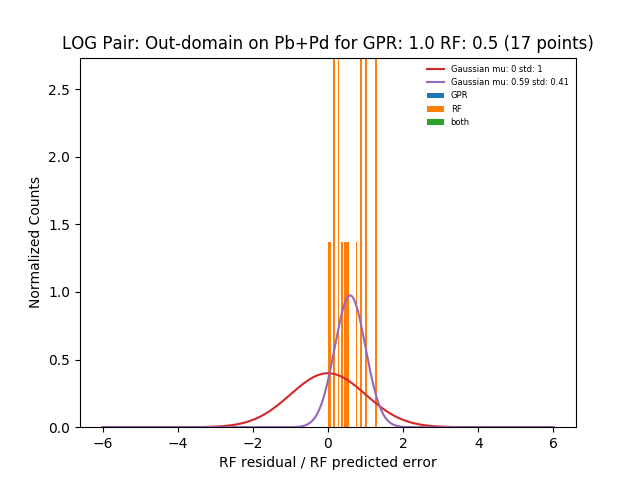 LOG Pair: Out-domain on Pb+Pd for GPR: 1.0 RF: 0.5 (17 points)
Gaussian mu: 0 std: 1
Gaussian mu: 0.59 std: 0.41
GPR
RF
both
Normalized Counts
2.5
2.0
1.5
1.0
0.5
0.0
−6
−4
−2
0
2
4
6
RF residual / RF predicted error